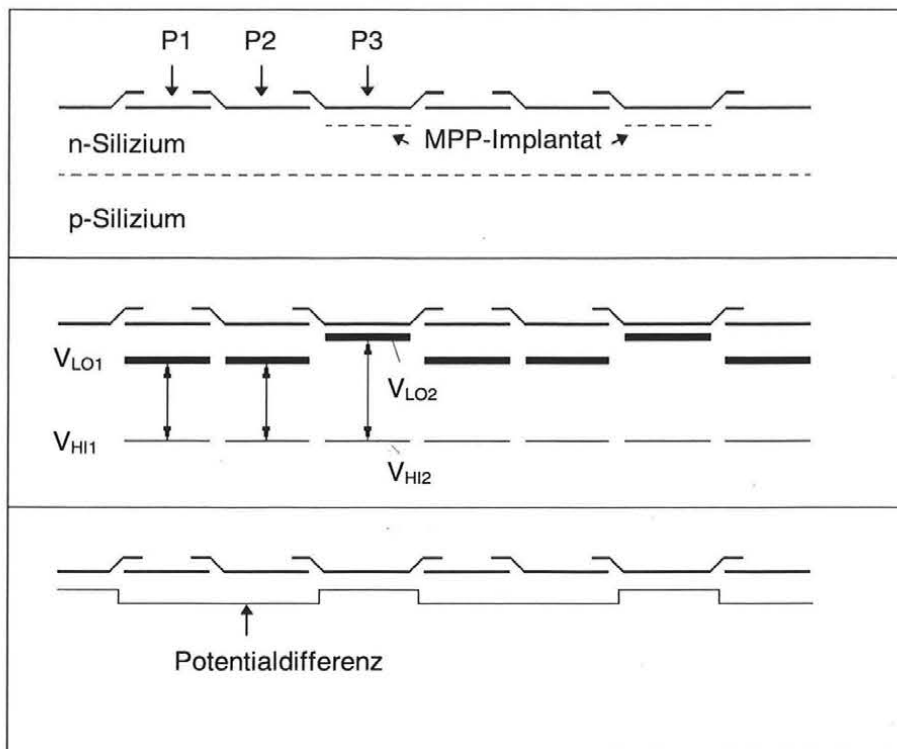 P1 P2 P3
n-Silizium
MPP-Implantat
p-Silizium
VLO1
VLO2
VHI1
VHI2
Potentialdifferenz